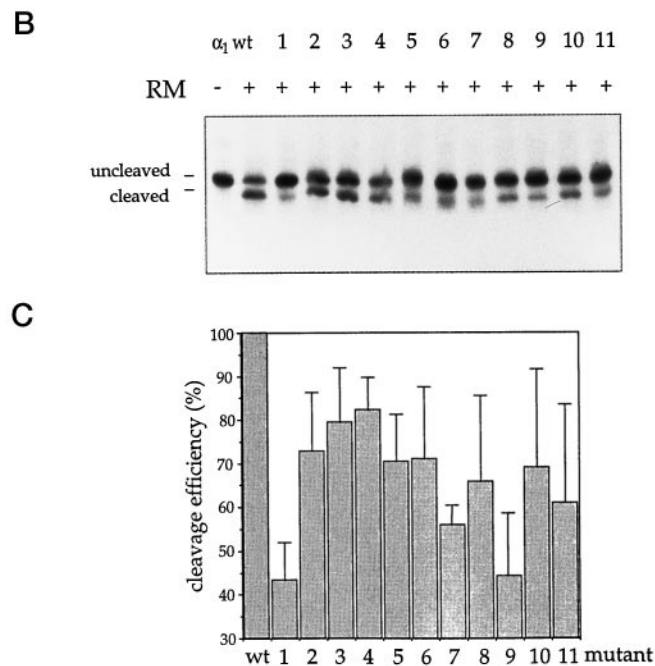 B
α₁ wt 1 2 3 4 5 6 7 8 9 10 11
RM - + + + + + + + + + + + +
uncleaved
cleaved
C
cleavage efficiency (%)
100
90
80
70
60
50
40
30
wt 1 2 3 4 5 6 7 8 9 10 11 mutant